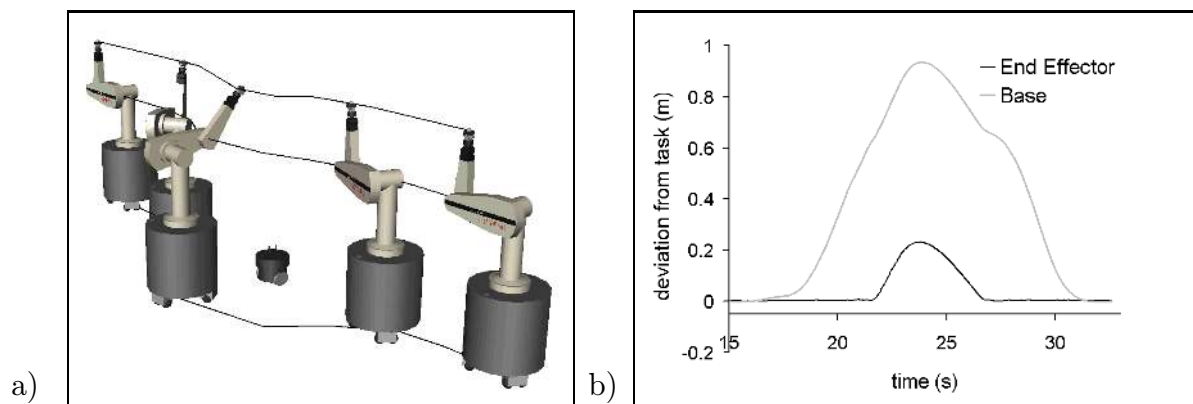 a)
b)
1
0.8
0.6
0.4
0.2
0
-0.2
deviation from task (m)
End Effector
Base
15 20 25 30
time (s)